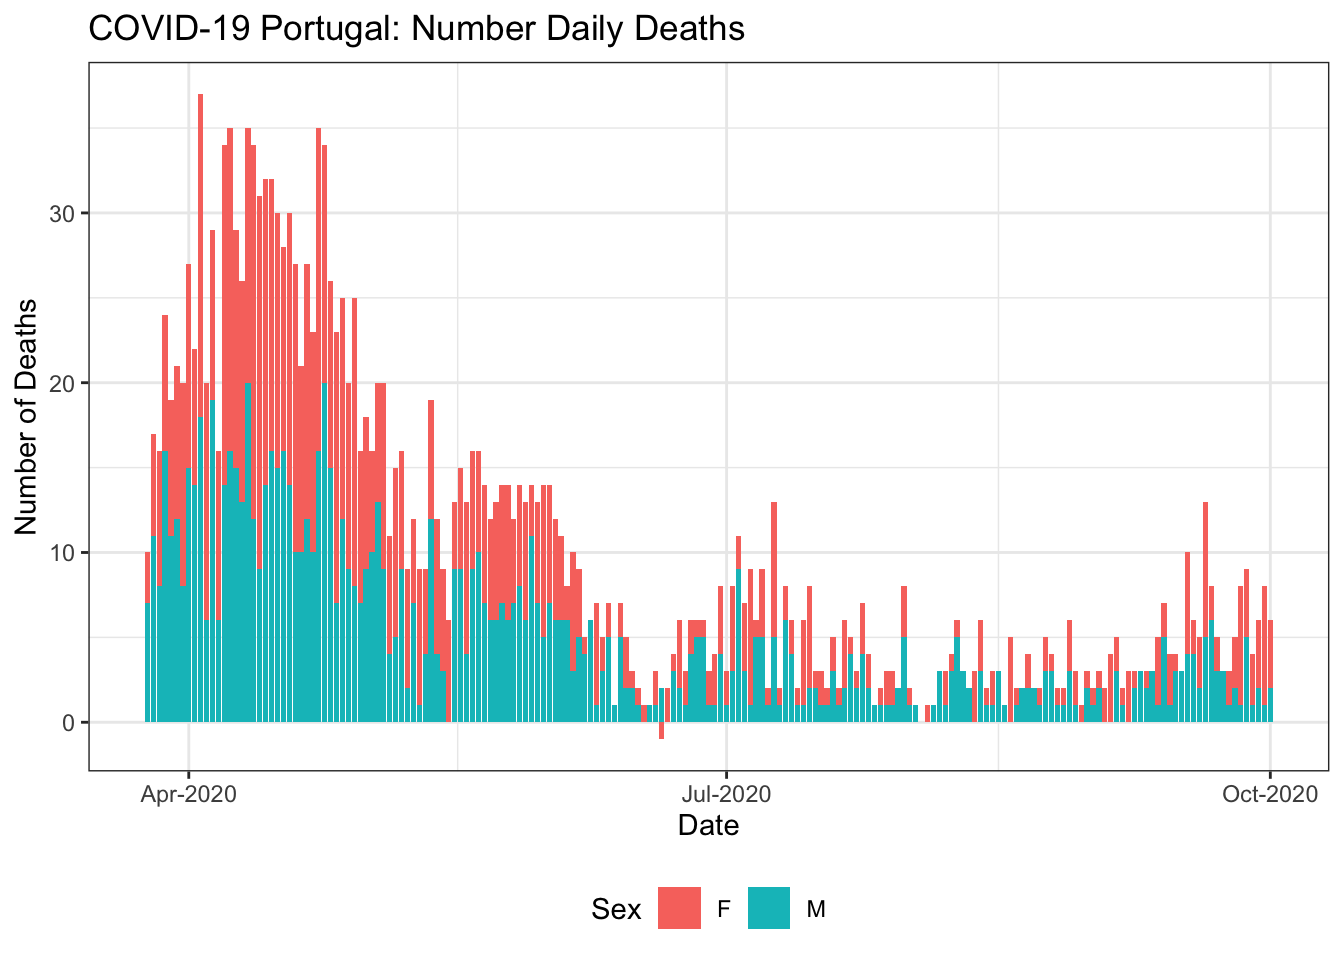 COVID-19 Portugal: Number Daily Deaths
Number of Deaths
30
20
10
0
Apr-2020
Jul-2020
Oct-2020
Date
Sex F M